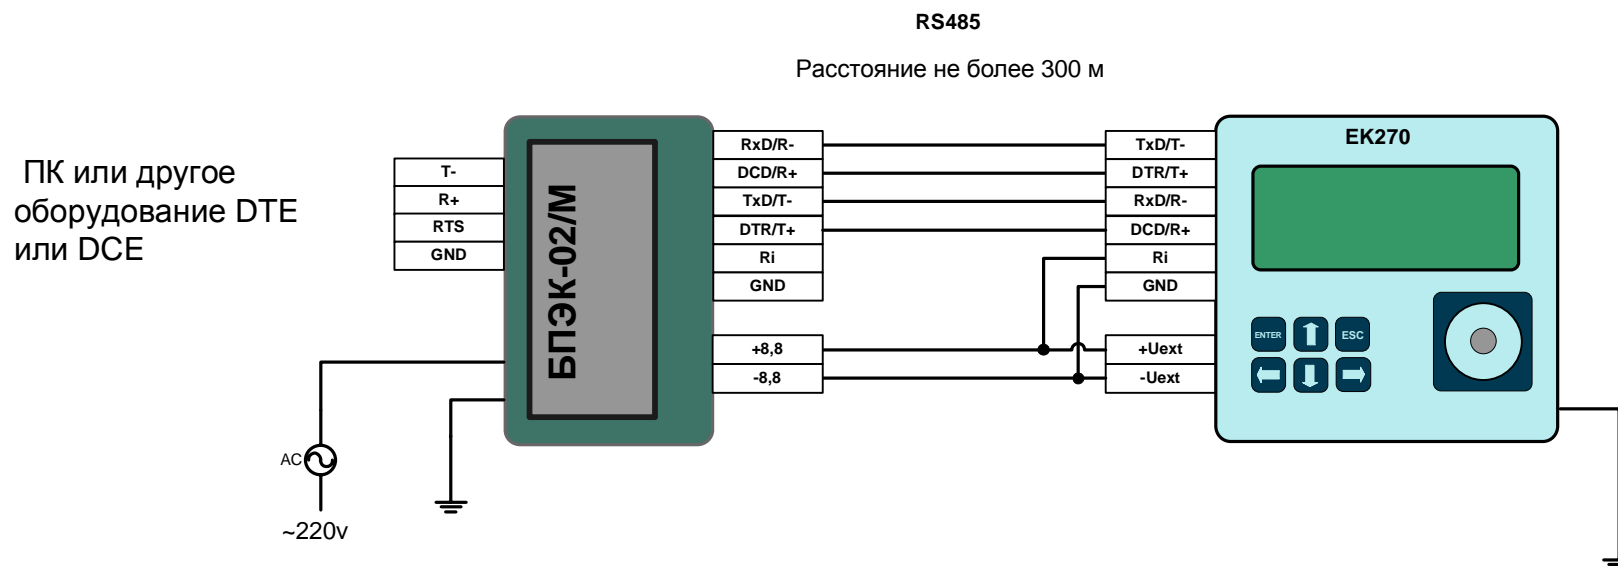 RS485
Расстояние не более 300 м
ПК или другое
оборудование DTE
или DCE
T-
R+
RTS
GND
БПЭК-02/М
RxD/R-
DCD/R+
TxD/T-
DTR/T+
Ri
GND
+8,8
-8,8
TxD/T-
DTR/T+
RxD/R-
DCD/R+
Ri
GND
+Uext
-Uext
EK270
ENTER
ESC
AC
~220v